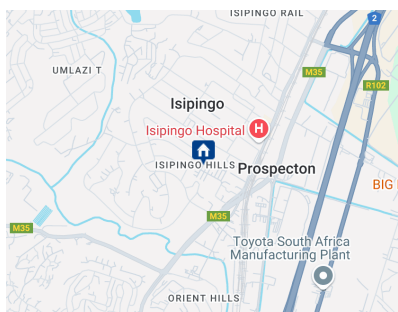 ISIPINGO RAIL
2
UMLAZI T
M35
R102
Isipingo
Isipingo Hospital
H
ISIPINGO HILLS
Prospecton
BIG
M35
M35
Toyota South Africa
Manufacturing Plant
ORIENT HILLS